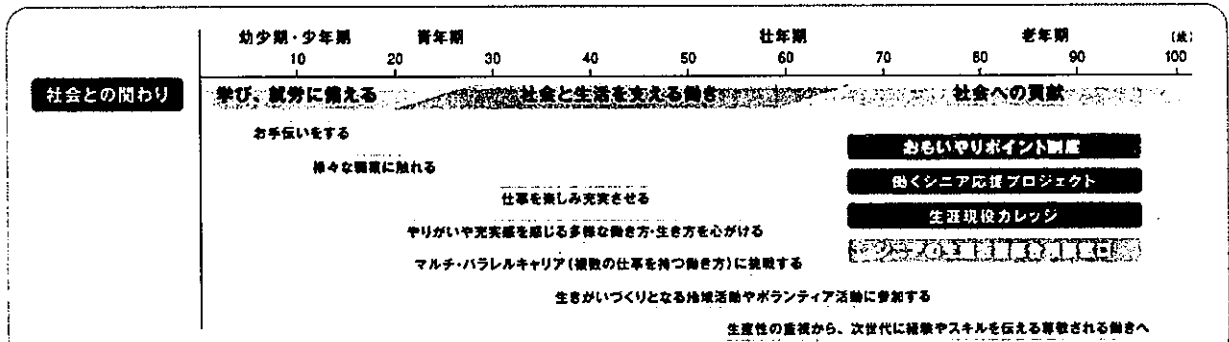 幼少期・少年期 青年期 壮年期 老年期 (歳)
10 20 30 40 50 60 70 80 90 100
社会との関わり
学び、就労に備える 社会と生活を支える働き 社会への貢献
お手伝いをする
おもいやりポイント制度
様々な職業に触れる
働くシニア応援プロジェクト
仕事を楽しみ充実させる
生涯現役カレッジ
やりがいや充実感を感じる多様な働き方・生き方を心がける
マルチ・パラレルキャリア(複数の仕事を持つ働き方)に挑戦する
生きがいづくりとなる地域活動やボランティア活動に参加する
生産性の重視から、次世代に経験やスキルを伝える尊敬される働きへ